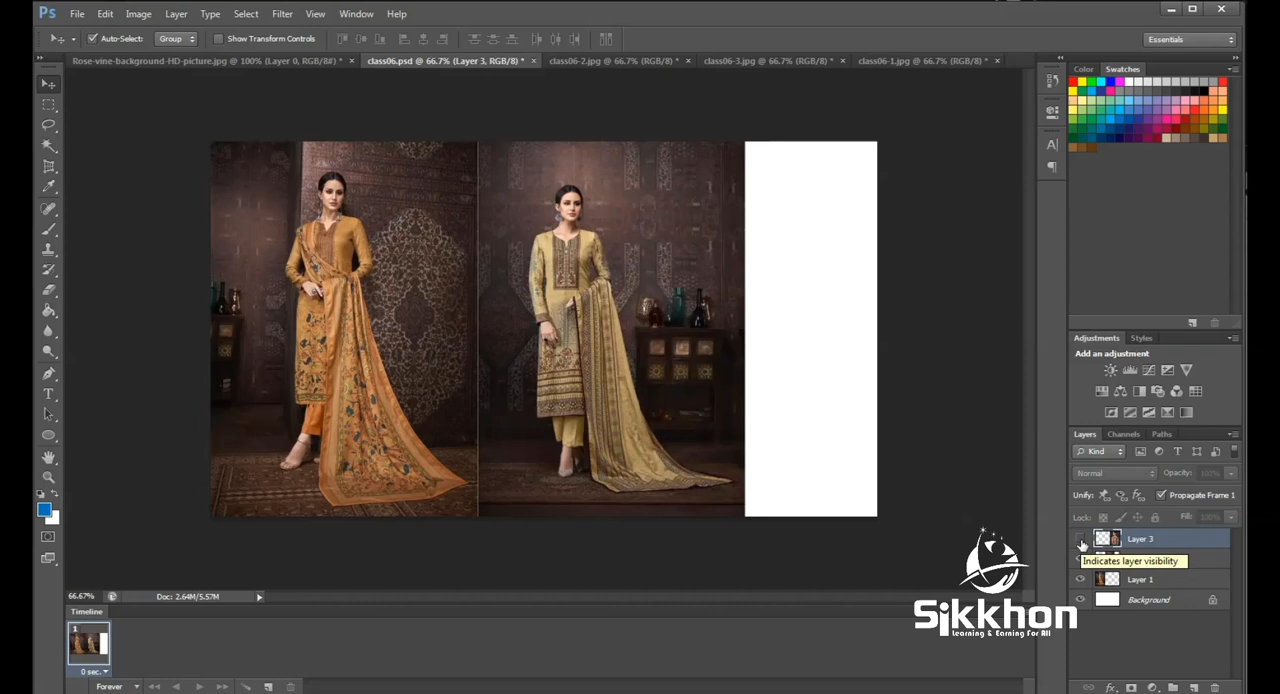 Ps File Edit Image Layer Type Select Filter View Window Help
Auto-Select: Group Show Transform Controls Essentials
Rose-vine-background-HD-picture.jpg @ 100% (Layer 0, RGB/8#) * × class06.psd @ 66.7% (Layer 3, RGB/8) * × class06-2.jpg @ 66.7% (RGB/8*) * × class06-3.jpg @ 66.7% (RGB/8*) * × class06-1.jpg @ 66.7% (RGB/8*) * ×
Color Swatches
Adjustments Styles
Add an adjustment
Layers Channels Paths
Kind
Normal Opacity: 100%
Unify: Propagate Frame 1
Lock: Fill: 100%
Layer 3
Indicates layer visibility
Layer 1
Background
66.67% Doc: 2.64M/5.57M
Timeline
1
0 sec.
Forever
Sikkhon
Learning & Earning For All